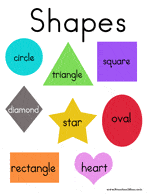 Shapes
circle
triangle
square
diamond
star
oval
rectangle
heart